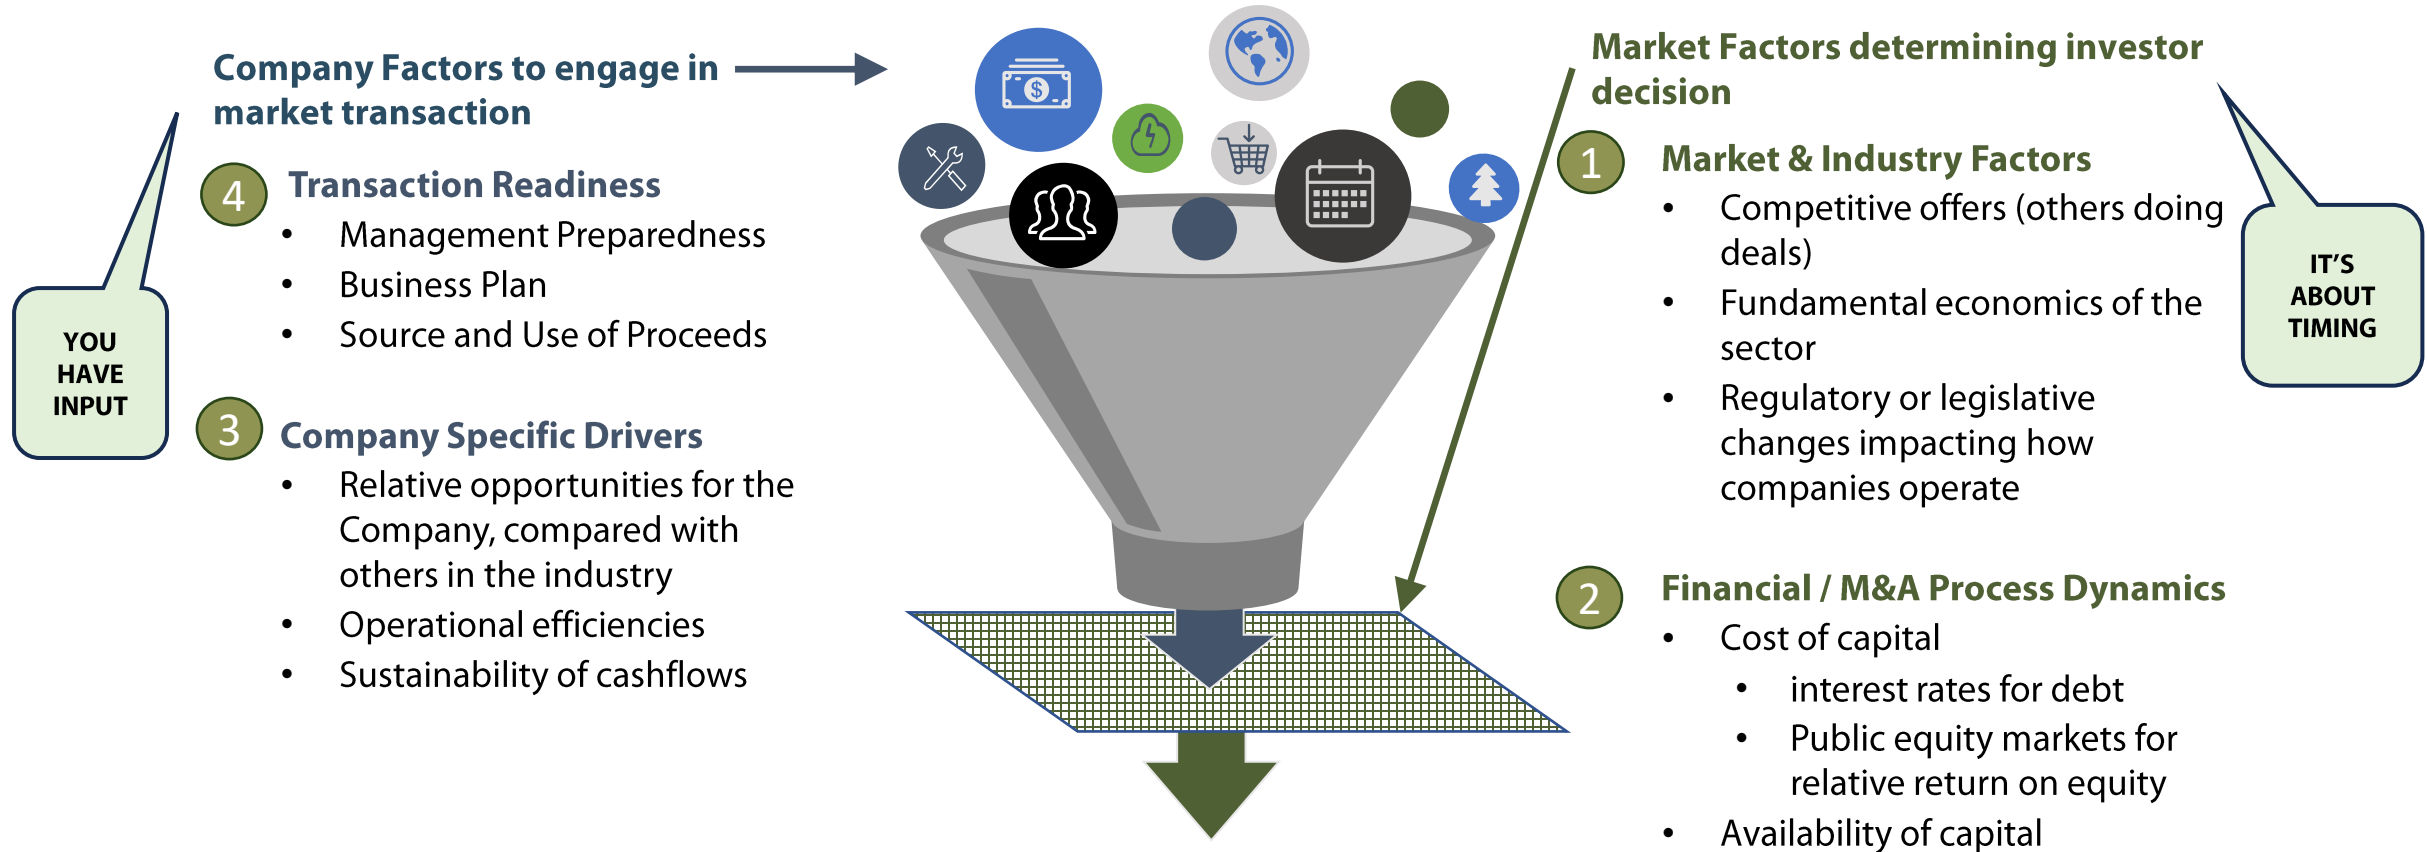 Company Factors to engage in
market transaction
4
Transaction Readiness
• Management Preparedness
• Business Plan
• Source and Use of Proceeds
YOU
HAVE
INPUT
3
Company Specific Drivers
• Relative opportunities for the
Company, compared with
others in the industry
• Operational efficiencies
• Sustainability of cashflows
$
Market Factors determining investor
decision
1
Market & Industry Factors
• Competitive offers (others doing
deals)
• Fundamental economics of the
sector
• Regulatory or legislative
changes impacting how
companies operate
IT'S
ABOUT
TIMING
2
Financial / M&A Process Dynamics
• Cost of capital
• interest rates for debt
• Public equity markets for
relative return on equity
• Availability of capital